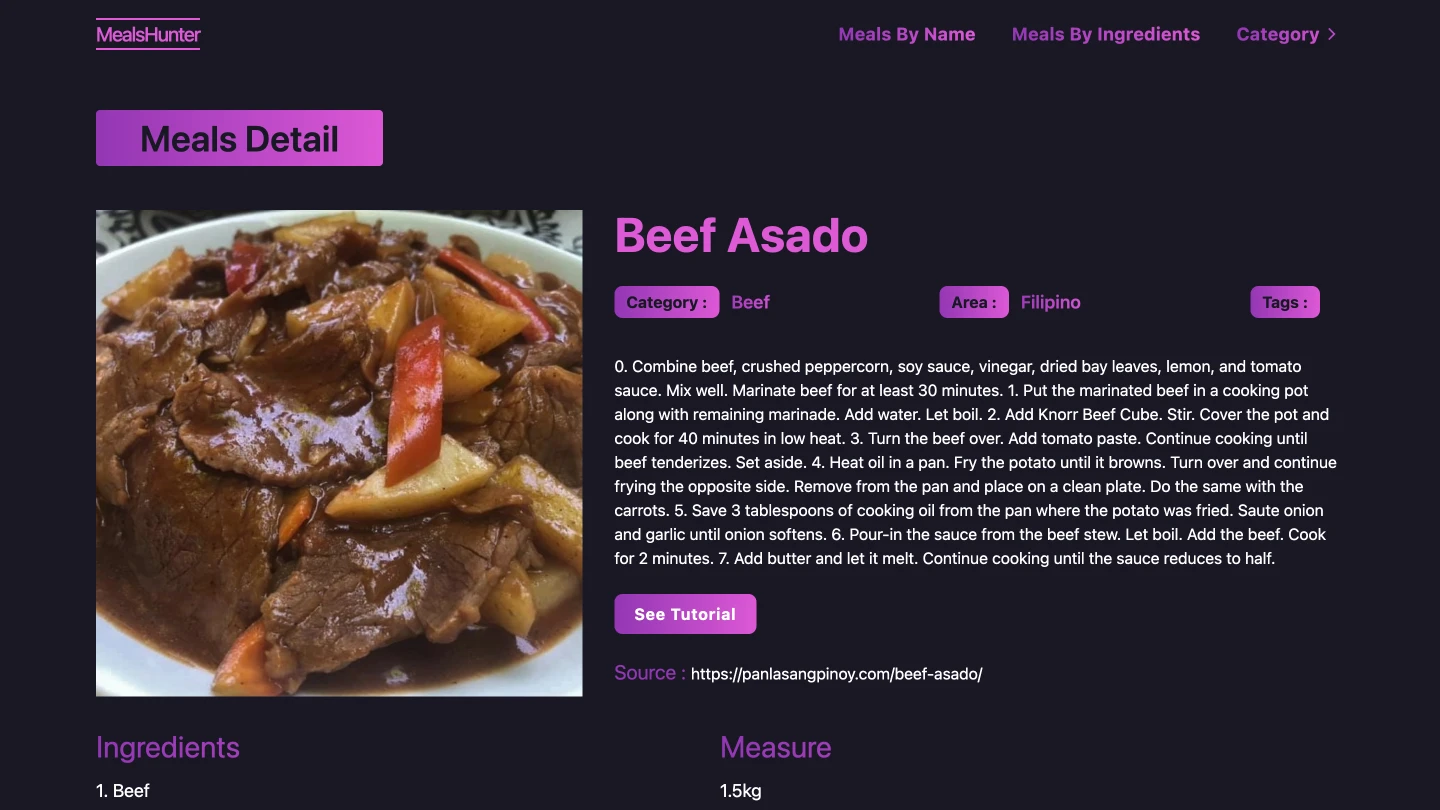 MealsHunter
Meals By Name
Meals By Ingredients
Category
Meals Detail
Beef Asado
Category : Beef
Area : Filipino
Tags :
0. Combine beef, crushed peppercorn, soy sauce, vinegar, dried bay leaves, lemon, and tomato
sauce. Mix well. Marinate beef for at least 30 minutes. 1. Put the marinated beef in a cooking pot
along with remaining marinade. Add water. Let boil. 2. Add Knorr Beef Cube. Stir. Cover the pot and
cook for 40 minutes in low heat. 3. Turn the beef over. Add tomato paste. Continue cooking until
beef tenderizes. Set aside. 4. Heat oil in a pan. Fry the potato until it browns. Turn over and continue
frying the opposite side. Remove from the pan and place on a clean plate. Do the same with the
carrots. 5. Save 3 tablespoons of cooking oil from the pan where the potato was fried. Saute onion
and garlic until onion softens. 6. Pour-in the sauce from the beef stew. Let boil. Add the beef. Cook
for 2 minutes. 7. Add butter and let it melt. Continue cooking until the sauce reduces to half.
See Tutorial
Source : https://panlasangpinoy.com/beef-asado/
Ingredients
1. Beef
Measure
1.5kg